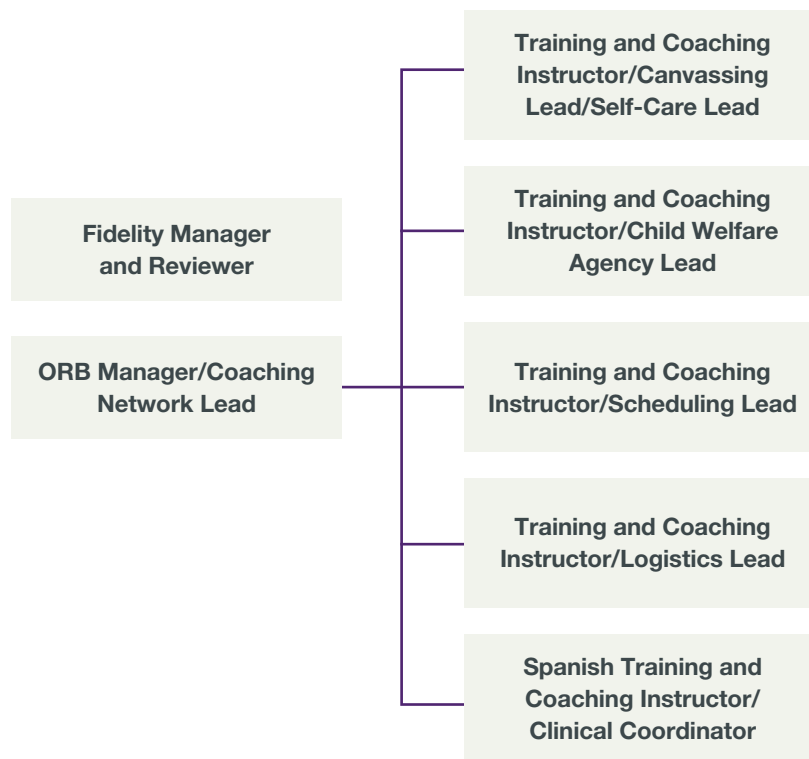 Fidelity Manager
and Reviewer
ORB Manager/Coaching
Network Lead
Training and Coaching
Instructor/Canvassing
Lead/Self-Care Lead
Training and Coaching
Instructor/Child Welfare
Agency Lead
Training and Coaching
Instructor/Scheduling Lead
Training and Coaching
Instructor/Logistics Lead
Spanish Training and
Coaching Instructor/
Clinical Coordinator